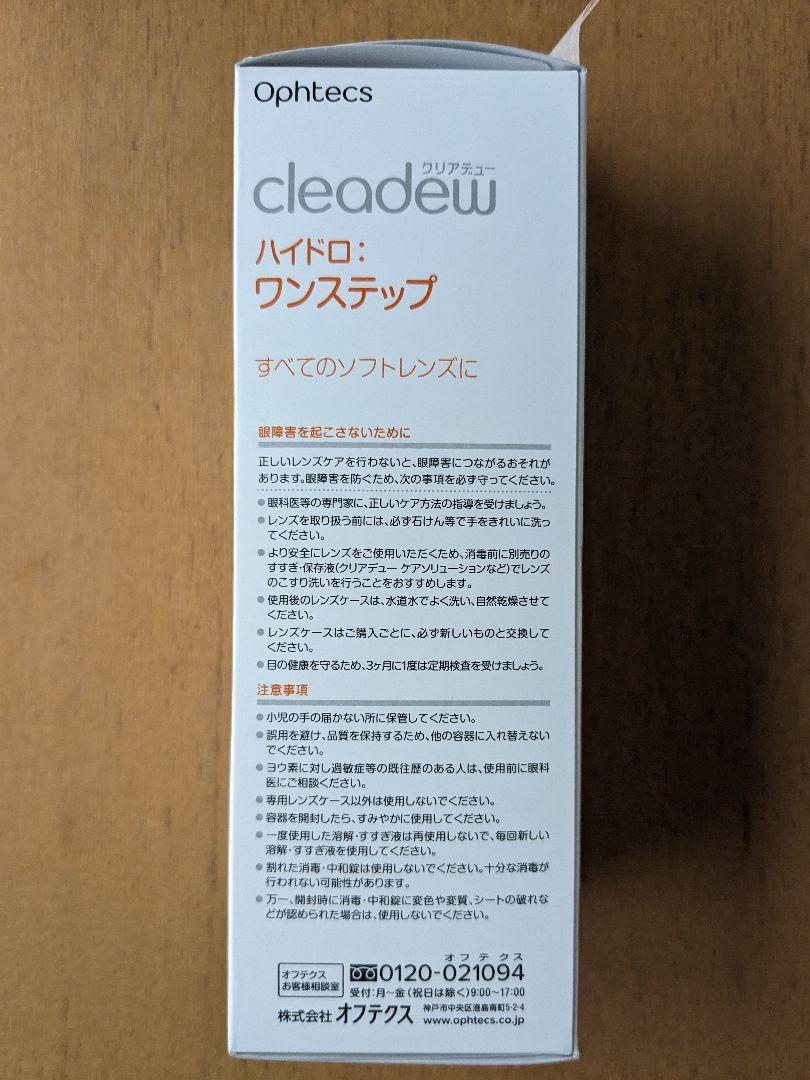 Ophtecs
クリアデュー
cleadew
ハイドロ:
ワンステップ
すべてのソフトレンズに
眼障害を起こさないために
正しいレンズケアを行わないと、眼障害につながるおそれが
あります。眼障害を防ぐため、次の事項を必ず守ってください。
●眼科医等の専門家に、正しいケア方法の指導を受けましょう。
●レンズを取り扱う前には、必ず石けん等で手をきれいに洗っ
てください。
●より安全にレンズをご使用いただくため、消毒前に別売りの
すすぎ・保存液(クリアデュー ケアソリューションなど)でレンズ
のこすり洗いを行うことをおすすめします。
●使用後のレンズケースは、水道水でよく洗い、自然乾燥させて
ください。
●レンズケースはご購入ごとに、必ず新しいものと交換して
ください。
●目の健康を守るため、3ヶ月に1度は定期検査を受けましょう。
注意事項
●小児の手の届かない所に保管してください。
●誤用を避け、品質を保持するため、他の容器に入れ替えない
でください。
●ヨウ素に対し過敏症等の既往歴のある人は、使用前に眼科
医にご相談ください。
●専用レンズケース以外は使用しないでください。
●容器を開封したら、すみやかに使用してください。
●一度使用した溶解・すすぎ液は再使用しないで、毎回新しい
溶解・すすぎ液を使用してください。
●割れた消毒・中和錠は使用しないでください。十分な消毒が
行われない可能性があります。
●万一、開封時に消毒・中和錠に変色や変質、シートの破れな
どが認められた場合は、使用しないでください。
オフテクス
オフテクス
お客様相談室
0120-021094
受付:月〜金(祝日は除く)9:00〜17:00
株式会社オフテクス
神戸市中央区港島南町5-2-4
www.ophtecs.co.jp